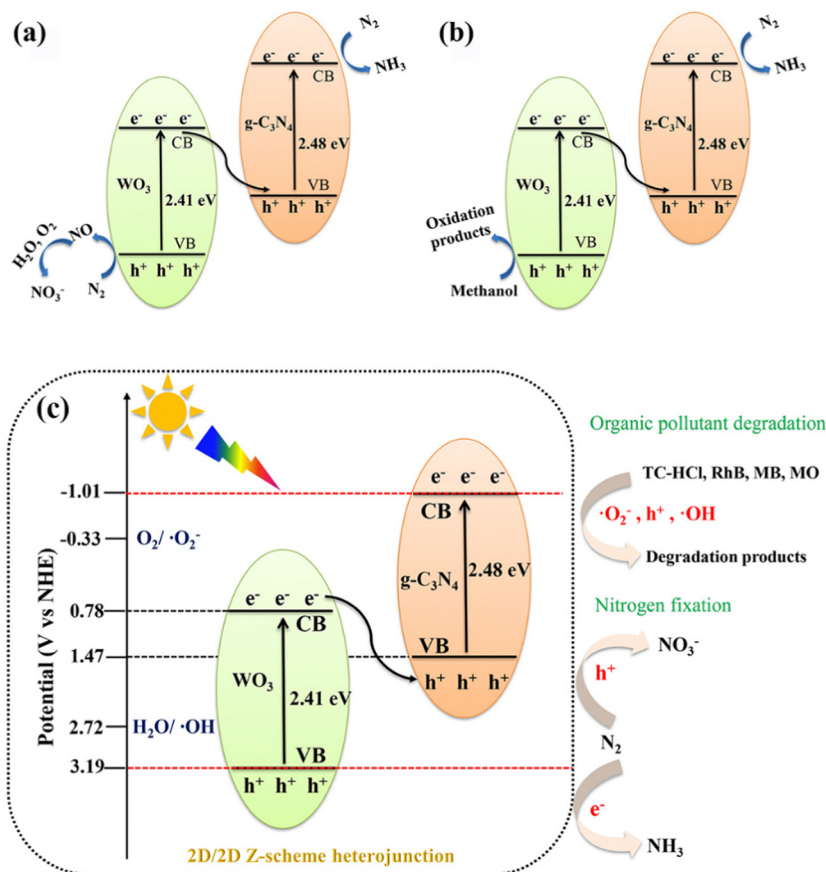 (a)
N₂
NH₃
e⁻ e⁻ e⁻
CB
g-C₃N₄
2.48 eV
VB
h⁺ h⁺ h⁺
e⁻ e⁻ e⁻
CB
WO₃
2.41 eV
VB
h⁺ h⁺ h⁺
H₂O, O₂
NO
NO₃⁻
N₂
(b)
N₂
NH₃
e⁻ e⁻ e⁻
CB
g-C₃N₄
2.48 eV
VB
h⁺ h⁺ h⁺
e⁻ e⁻ e⁻
CB
WO₃
2.41 eV
VB
h⁺ h⁺ h⁺
Oxidation
products
Methanol
(c)
Potential (V vs NHE)
-1.01
-0.33
0.78
1.47
2.72
3.19
O₂/ ·O₂⁻
H₂O/ ·OH
e⁻ e⁻ e⁻
CB
WO₃
2.41 eV
VB
h⁺ h⁺ h⁺
e⁻ e⁻ e⁻
CB
g-C₃N₄
2.48 eV
VB
h⁺ h⁺ h⁺
2D/2D Z-scheme heterojunction
Organic pollutant degradation
TC-HCl, RhB, MB, MO
·O₂⁻ , h⁺ , ·OH
Degradation products
Nitrogen fixation
NO₃⁻
h⁺
N₂
e⁻
NH₃